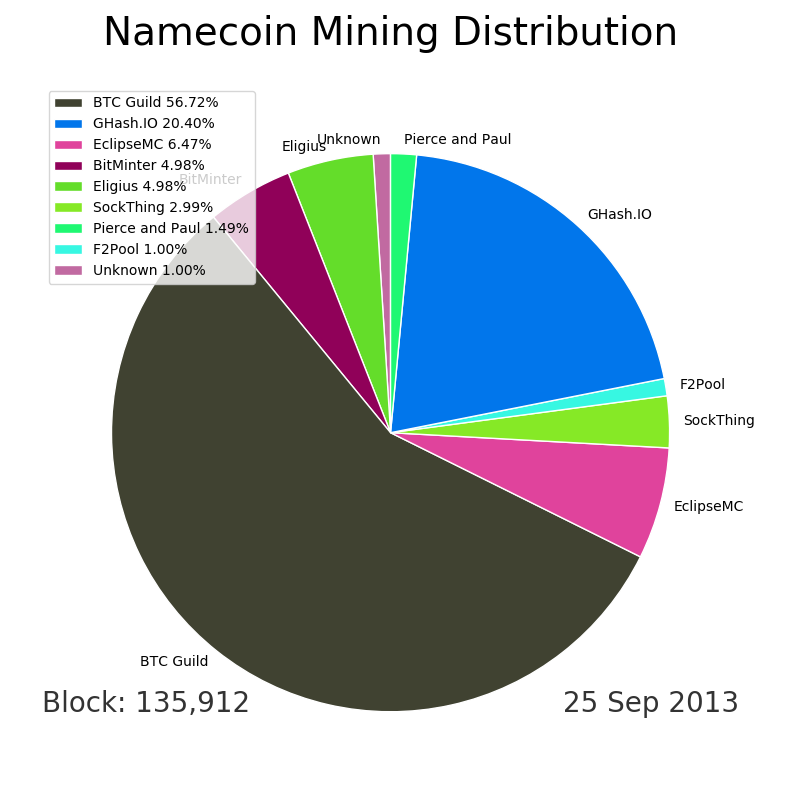 Namecoin Mining Distribution
BTC Guild 56.72%
GHash.IO 20.40%
EclipseMC 6.47%
BitMinter 4.98%
Eligius 4.98%
SockThing 2.99%
Pierce and Paul 1.49%
F2Pool 1.00%
Unknown 1.00%
Unknown
Pierce and Paul
Eligius
BitMinter
GHash.IO
F2Pool
SockThing
EclipseMC
BTC Guild
Block: 135,912
25 Sep 2013